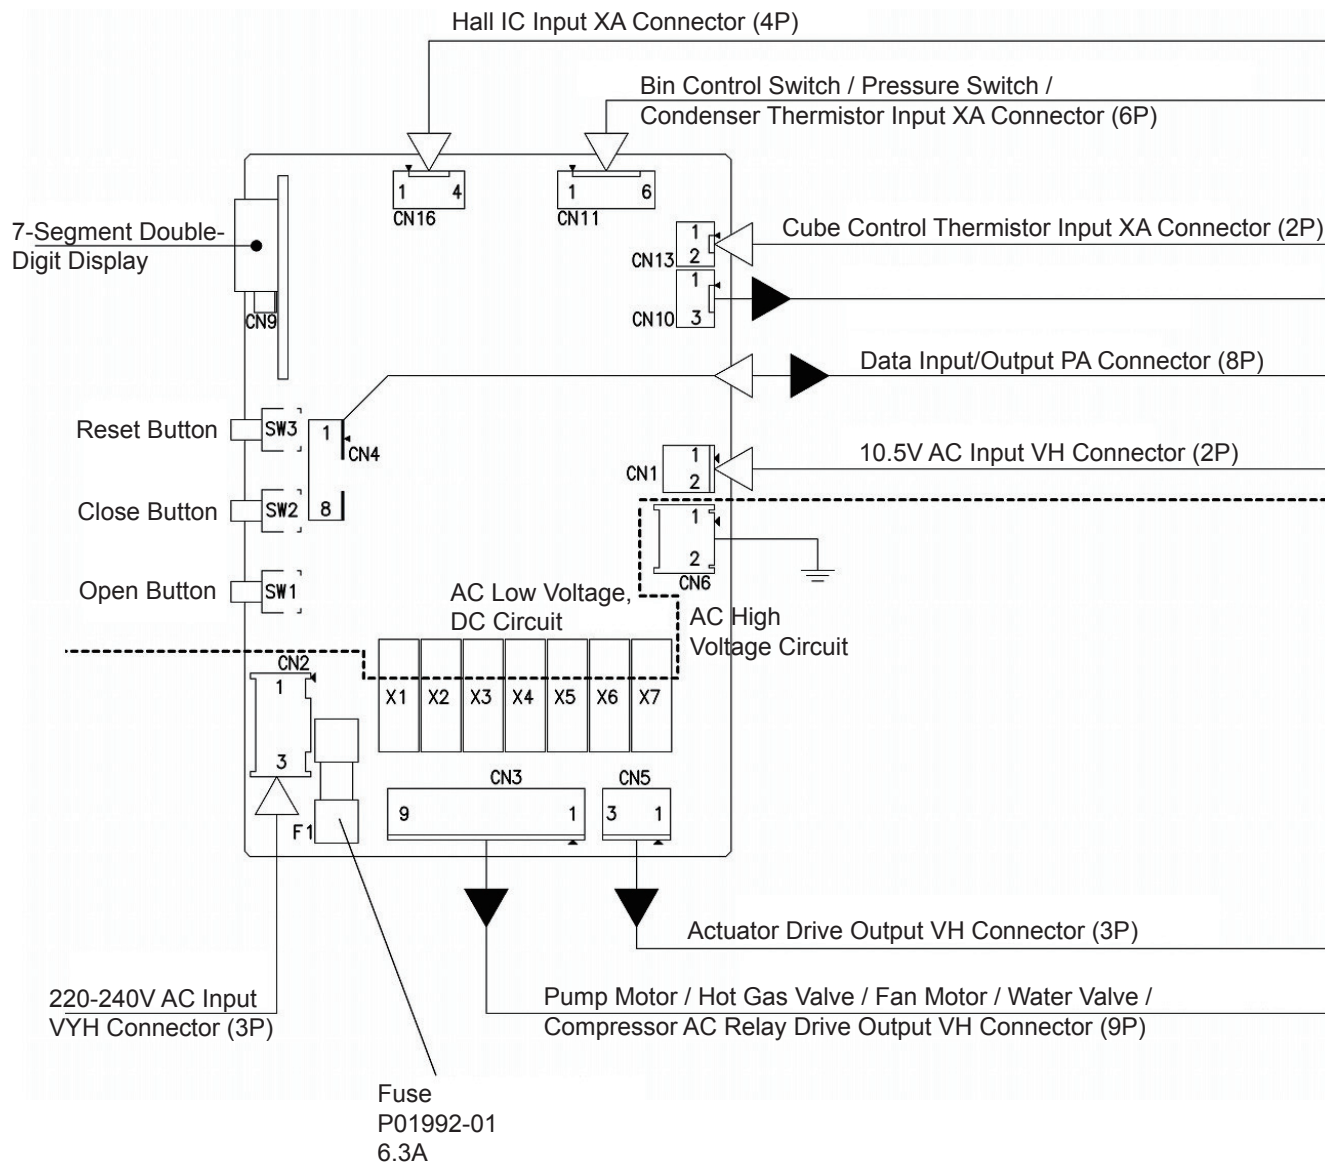 Hall IC Input XA Connector (4P)
Bin Control Switch / Pressure Switch /
Condenser Thermistor Input XA Connector (6P)
1 4
CN16
1 6
CN11
7-Segment Double-
Digit Display
CN9
1
2
CN13
Cube Control Thermistor Input XA Connector (2P)
1
3
CN10
Data Input/Output PA Connector (8P)
Reset Button
SW3
1
CN4
8
10.5V AC Input VH Connector (2P)
1
2
CN1
Close Button
SW2
1
2
CN6
Open Button
SW1
AC Low Voltage,
DC Circuit
AC High
Voltage Circuit
CN2
1
3
X1 X2 X3 X4 X5 X6 X7
CN3
9 1
CN5
3 1
F1
Actuator Drive Output VH Connector (3P)
220-240V AC Input
VYH Connector (3P)
Pump Motor / Hot Gas Valve / Fan Motor / Water Valve /
Compressor AC Relay Drive Output VH Connector (9P)
Fuse
P01992-01
6.3A